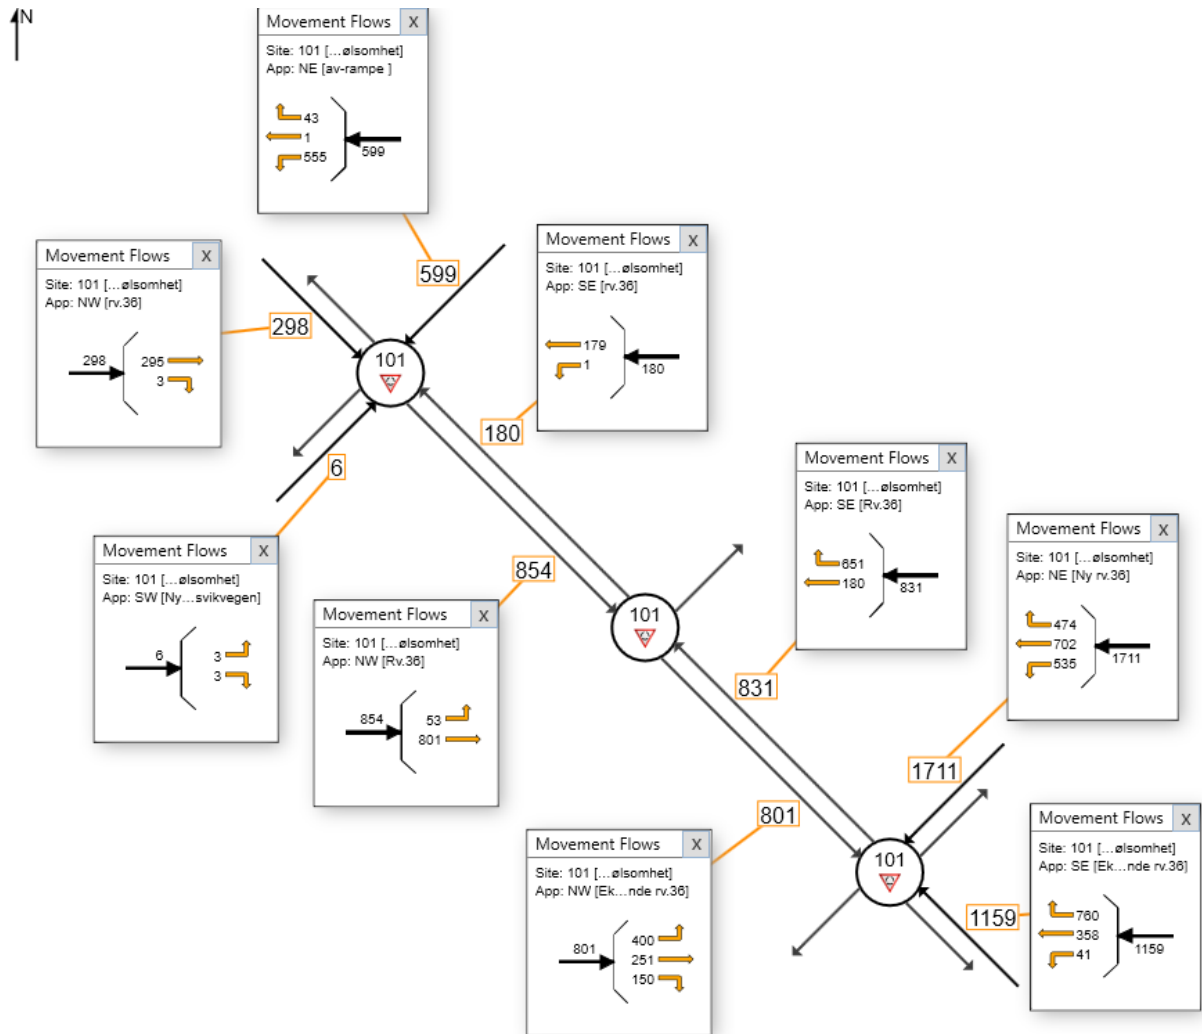 N
Movement Flows X
Site: 101 [...ølsomhet]
App: NE [av-rampe ]
43
1
555
599
599
Movement Flows X
Site: 101 [...ølsomhet]
App: SE [rv.36]
179
1
180
180
Movement Flows X
Site: 101 [...ølsomhet]
App: NW [rv.36]
298
295
3
298
101
6
Movement Flows X
Site: 101 [...ølsomhet]
App: SW [Ny...svikvegen]
6
3
3
854
Movement Flows X
Site: 101 [...ølsomhet]
App: NW [Rv.36]
854
53
801
101
Movement Flows X
Site: 101 [...ølsomhet]
App: SE [Rv.36]
651
180
831
831
Movement Flows X
Site: 101 [...ølsomhet]
App: NE [Ny rv.36]
474
702
535
1711
1711
801
Movement Flows X
Site: 101 [...ølsomhet]
App: NW [Ek...nde rv.36]
801
400
251
150
101
1159
Movement Flows X
Site: 101 [...ølsomhet]
App: SE [Ek...nde rv.36]
760
358
41
1159